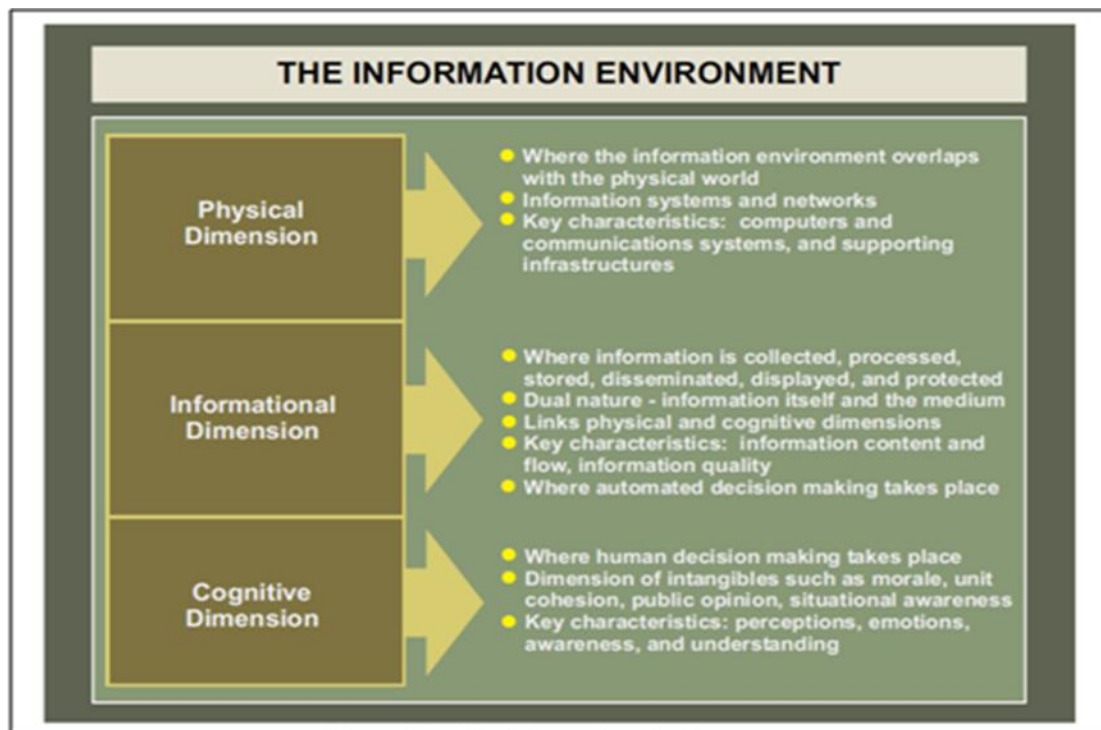 THE INFORMATION ENVIRONMENT
Physical
Dimension
Where the information environment overlaps
with the physical world
Information systems and networks
Key characteristics: computers and
communications systems, and supporting
infrastructures
Informational
Dimension
Where information is collected, processed,
stored, disseminated, displayed, and protected
Dual nature - information itself and the medium
Links physical and cognitive dimensions
Key characteristics: information content and
flow, information quality
Where automated decision making takes place
Cognitive
Dimension
Where human decision making takes place
Dimension of intangibles such as morale, unit
cohesion, public opinion, situational awareness
Key characteristics: perceptions, emotions,
awareness, and understanding